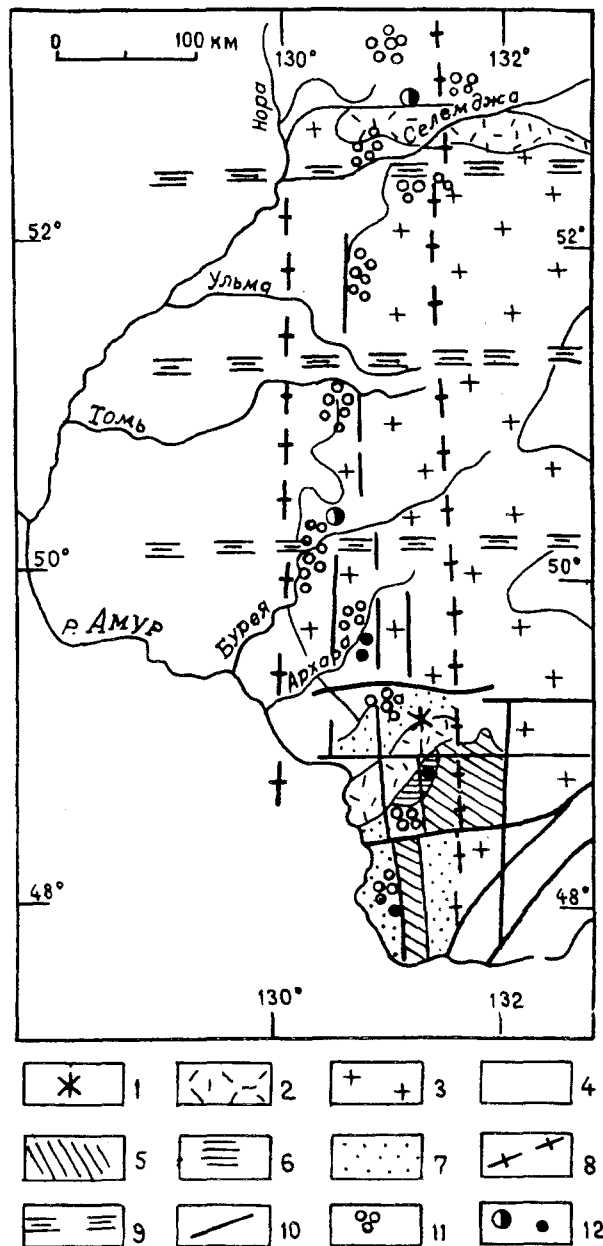 0 100 км
130° 132°
Нора
Селемджа
52° 52°
Ульма
Томь
50° 50°
р. Амур
Бурея
Архара
48° 48°
130° 132
1 2 3 4
5 6 7 8
9 10 11 12